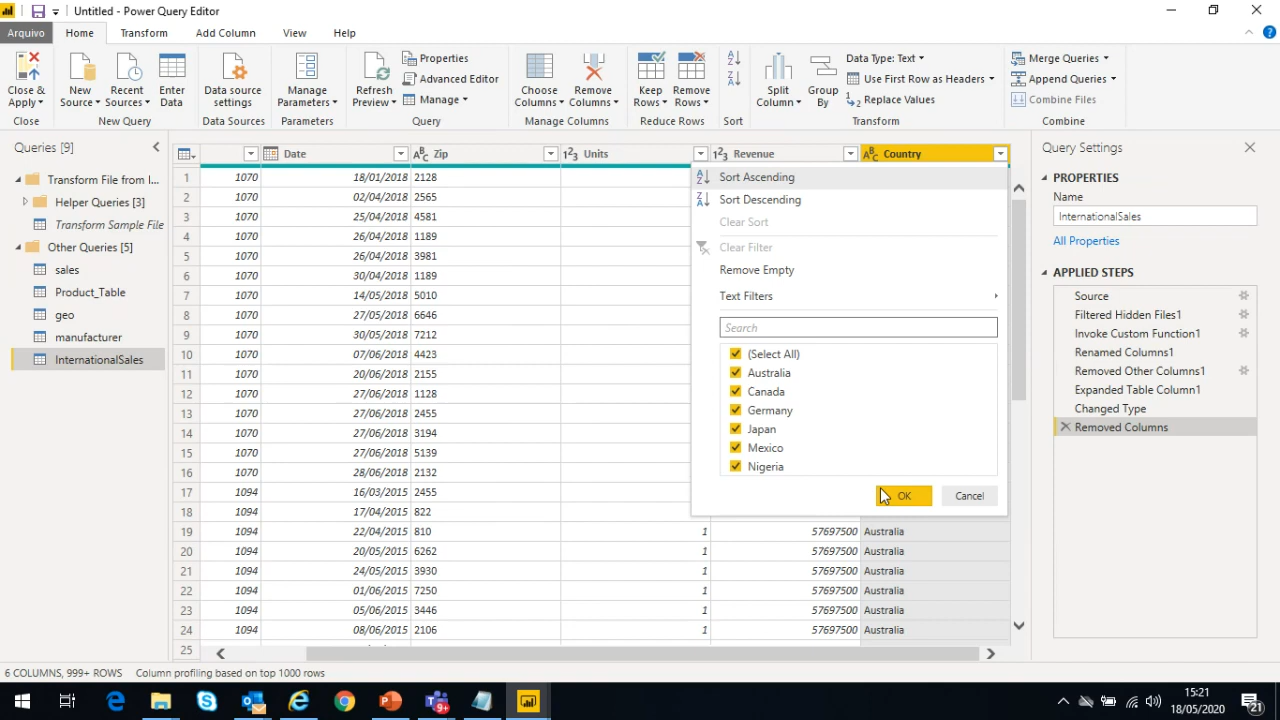 Untitled - Power Query Editor
Arquivo Home Transform Add Column View Help
Close & Apply New Source Recent Sources Enter Data Data source settings Manage Parameters Refresh Preview Properties Advanced Editor Manage Choose Columns Remove Columns Keep Rows Remove Rows Split Column Group By Data Type: Text Use First Row as Headers Replace Values Merge Queries Append Queries Combine Files
Close New Query Data Sources Parameters Query Manage Columns Reduce Rows Sort Transform Combine
Queries [9]
Transform File from I...
Helper Queries [3]
Transform Sample File
Other Queries [5]
sales
Product_Table
geo
manufacturer
InternationalSales
Date ABC Zip 123 Units 123 Revenue ABC Country
1 1070 18/01/2018 2128
2 1070 02/04/2018 2565
3 1070 25/04/2018 4581
4 1070 26/04/2018 1189
5 1070 26/04/2018 3981
6 1070 30/04/2018 1189
7 1070 14/05/2018 5010
8 1070 27/05/2018 6646
9 1070 30/05/2018 7212
10 1070 07/06/2018 4423
11 1070 20/06/2018 2155
12 1070 27/06/2018 1128
13 1070 27/06/2018 2455
14 1070 27/06/2018 3194
15 1070 27/06/2018 5139
16 1070 28/06/2018 2132
17 1094 16/03/2015 2455
18 1094 17/04/2015 822
19 1094 22/04/2015 810 1 57697500 Australia
20 1094 20/05/2015 6262 1 57697500 Australia
21 1094 24/05/2015 3930 1 57697500 Australia
22 1094 01/06/2015 7250 1 57697500 Australia
23 1094 05/06/2015 3446 1 57697500 Australia
24 1094 08/06/2015 2106 1 57697500 Australia
25
Sort Ascending
Sort Descending
Clear Sort
Clear Filter
Remove Empty
Text Filters
Search
(Select All)
Australia
Canada
Germany
Japan
Mexico
Nigeria
OK Cancel
Query Settings
PROPERTIES
Name
InternationalSales
All Properties
APPLIED STEPS
Source
Filtered Hidden Files1
Invoke Custom Function1
Renamed Columns1
Removed Other Columns1
Expanded Table Column1
Changed Type
Removed Columns
6 COLUMNS, 999+ ROWS Column profiling based on top 1000 rows
15:21
18/05/2020
21